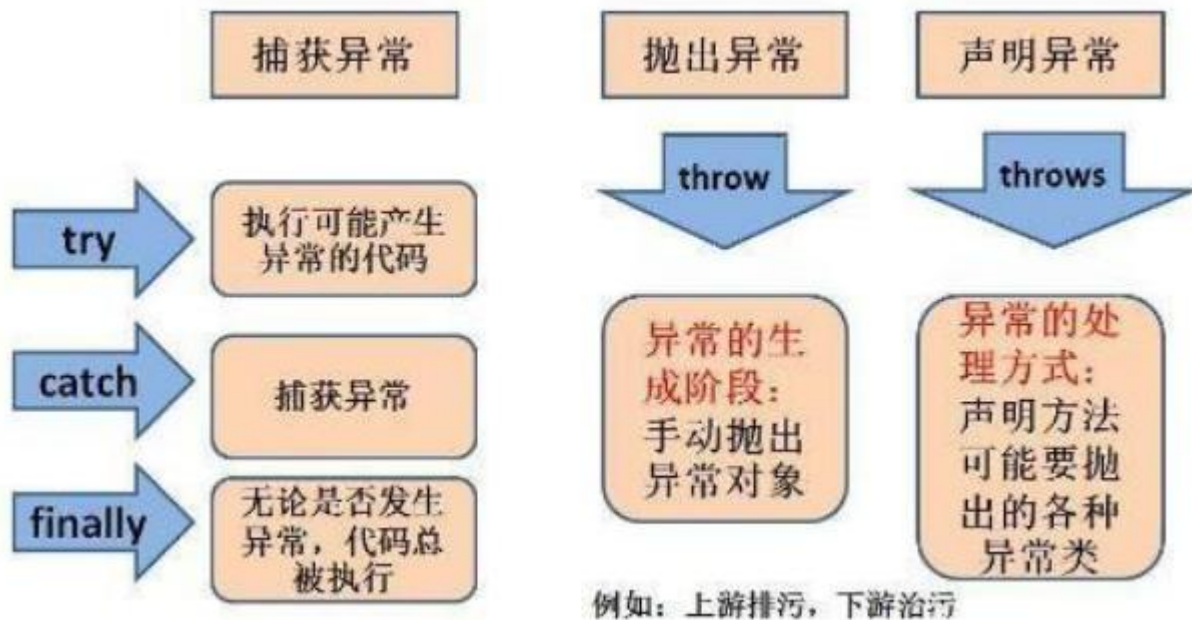 捕获异常
try
执行可能产生
异常的代码
catch
捕获异常
finally
无论是否发生
异常，代码总
被执行
抛出异常
throw
异常的生
成阶段：
手动抛出
异常对象
声明异常
throws
异常的处
理方式：
声明方法
可能要抛
出的各种
异常类
例如：上游排污，下游治污